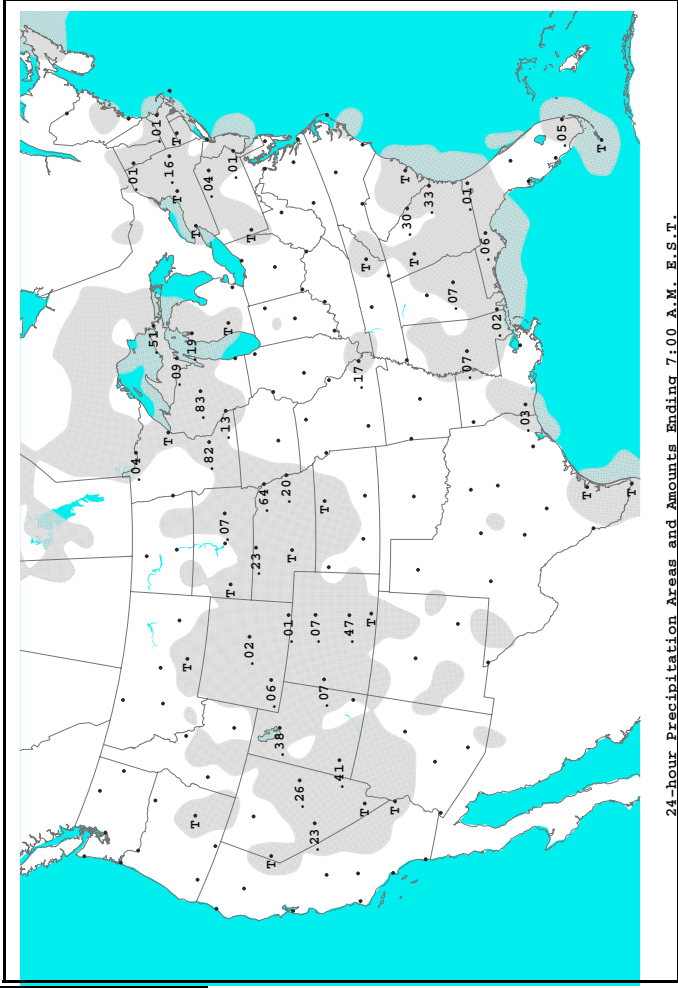 04 01
51 01
T 16
09 T T
T 19
T T
83
82 04
T 07 13 T
01
02 23 T
64
T 06
38 20
01 T
26
23 07
07 T
41 47
17 T
T T
T
30 T
T
33
07
07 01
06
02
03
05
T T
T
24-hour Precipitation Areas and Amounts Ending 7:00 A.M. E.S.T.